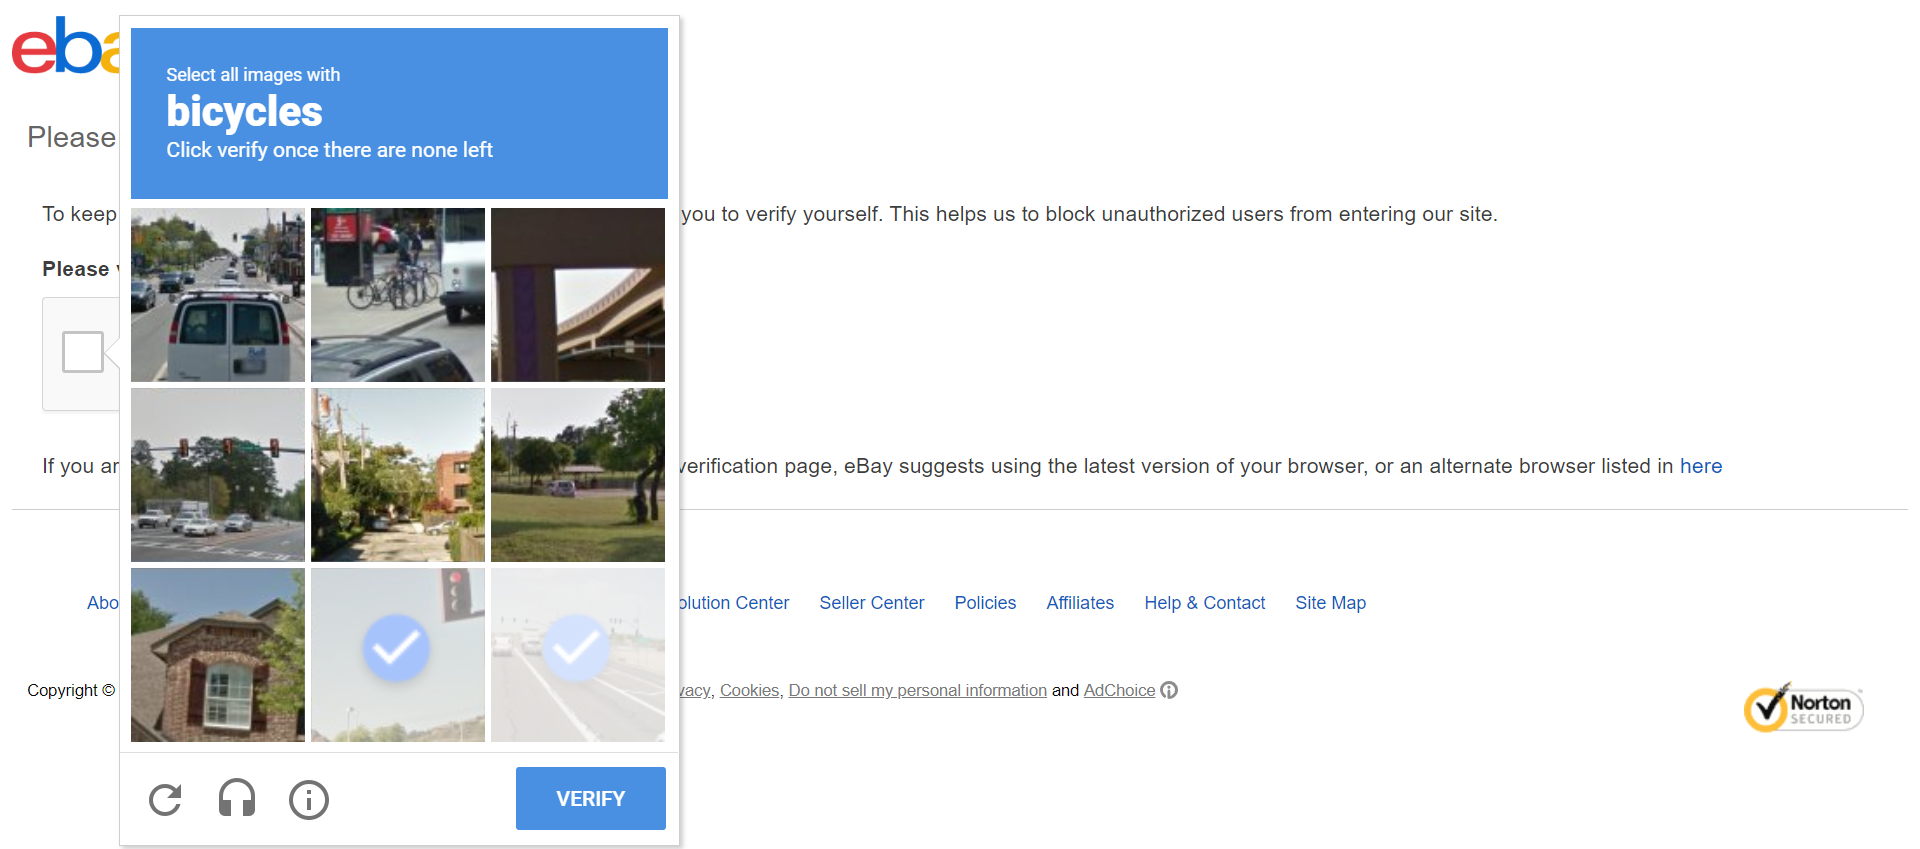 eba
Select all images with
bicycles
Click verify once there are none left
Please
To keep
you to verify yourself. This helps us to block unauthorized users from entering our site.
Please v
If you ar
verification page, eBay suggests using the latest version of your browser, or an alternate browser listed in here
Abo
olution Center Seller Center Policies Affiliates Help & Contact Site Map
Copyright ©
vacy, Cookies, Do not sell my personal information and AdChoice
Norton
SECURED
VERIFY